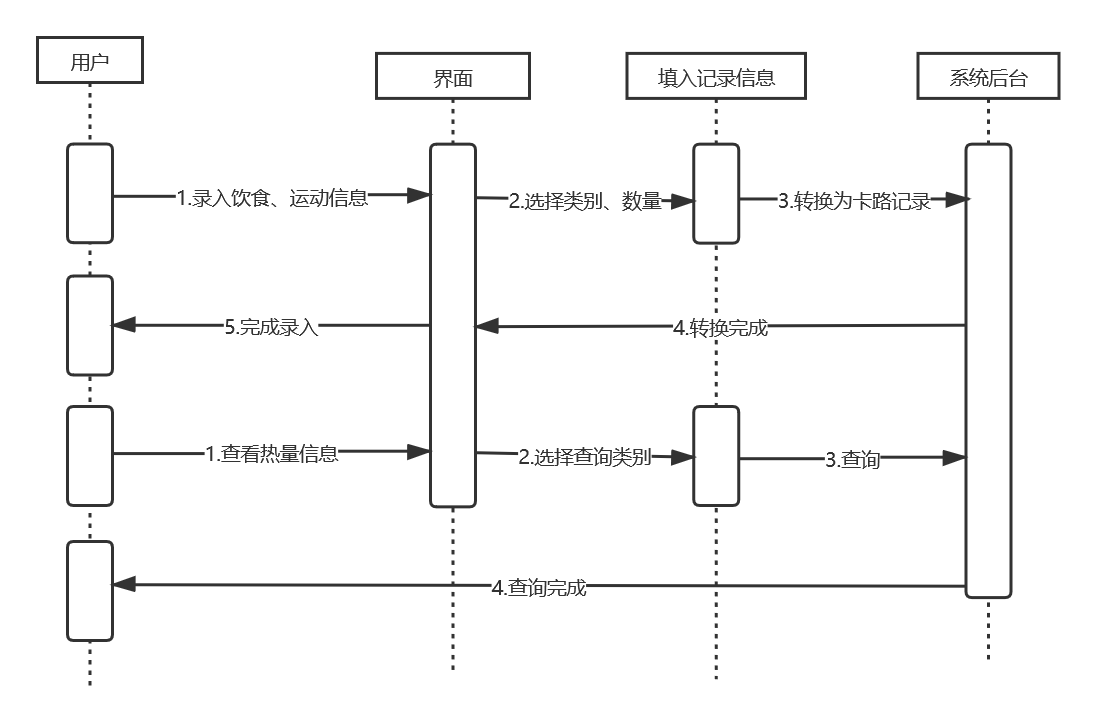 用户
界面
填入记录信息
系统后台
1.录入饮食、运动信息
2.选择类别、数量
3.转换为卡路记录
5.完成录入
4.转换完成
1.查看热量信息
2.选择查询类别
3.查询
4.查询完成